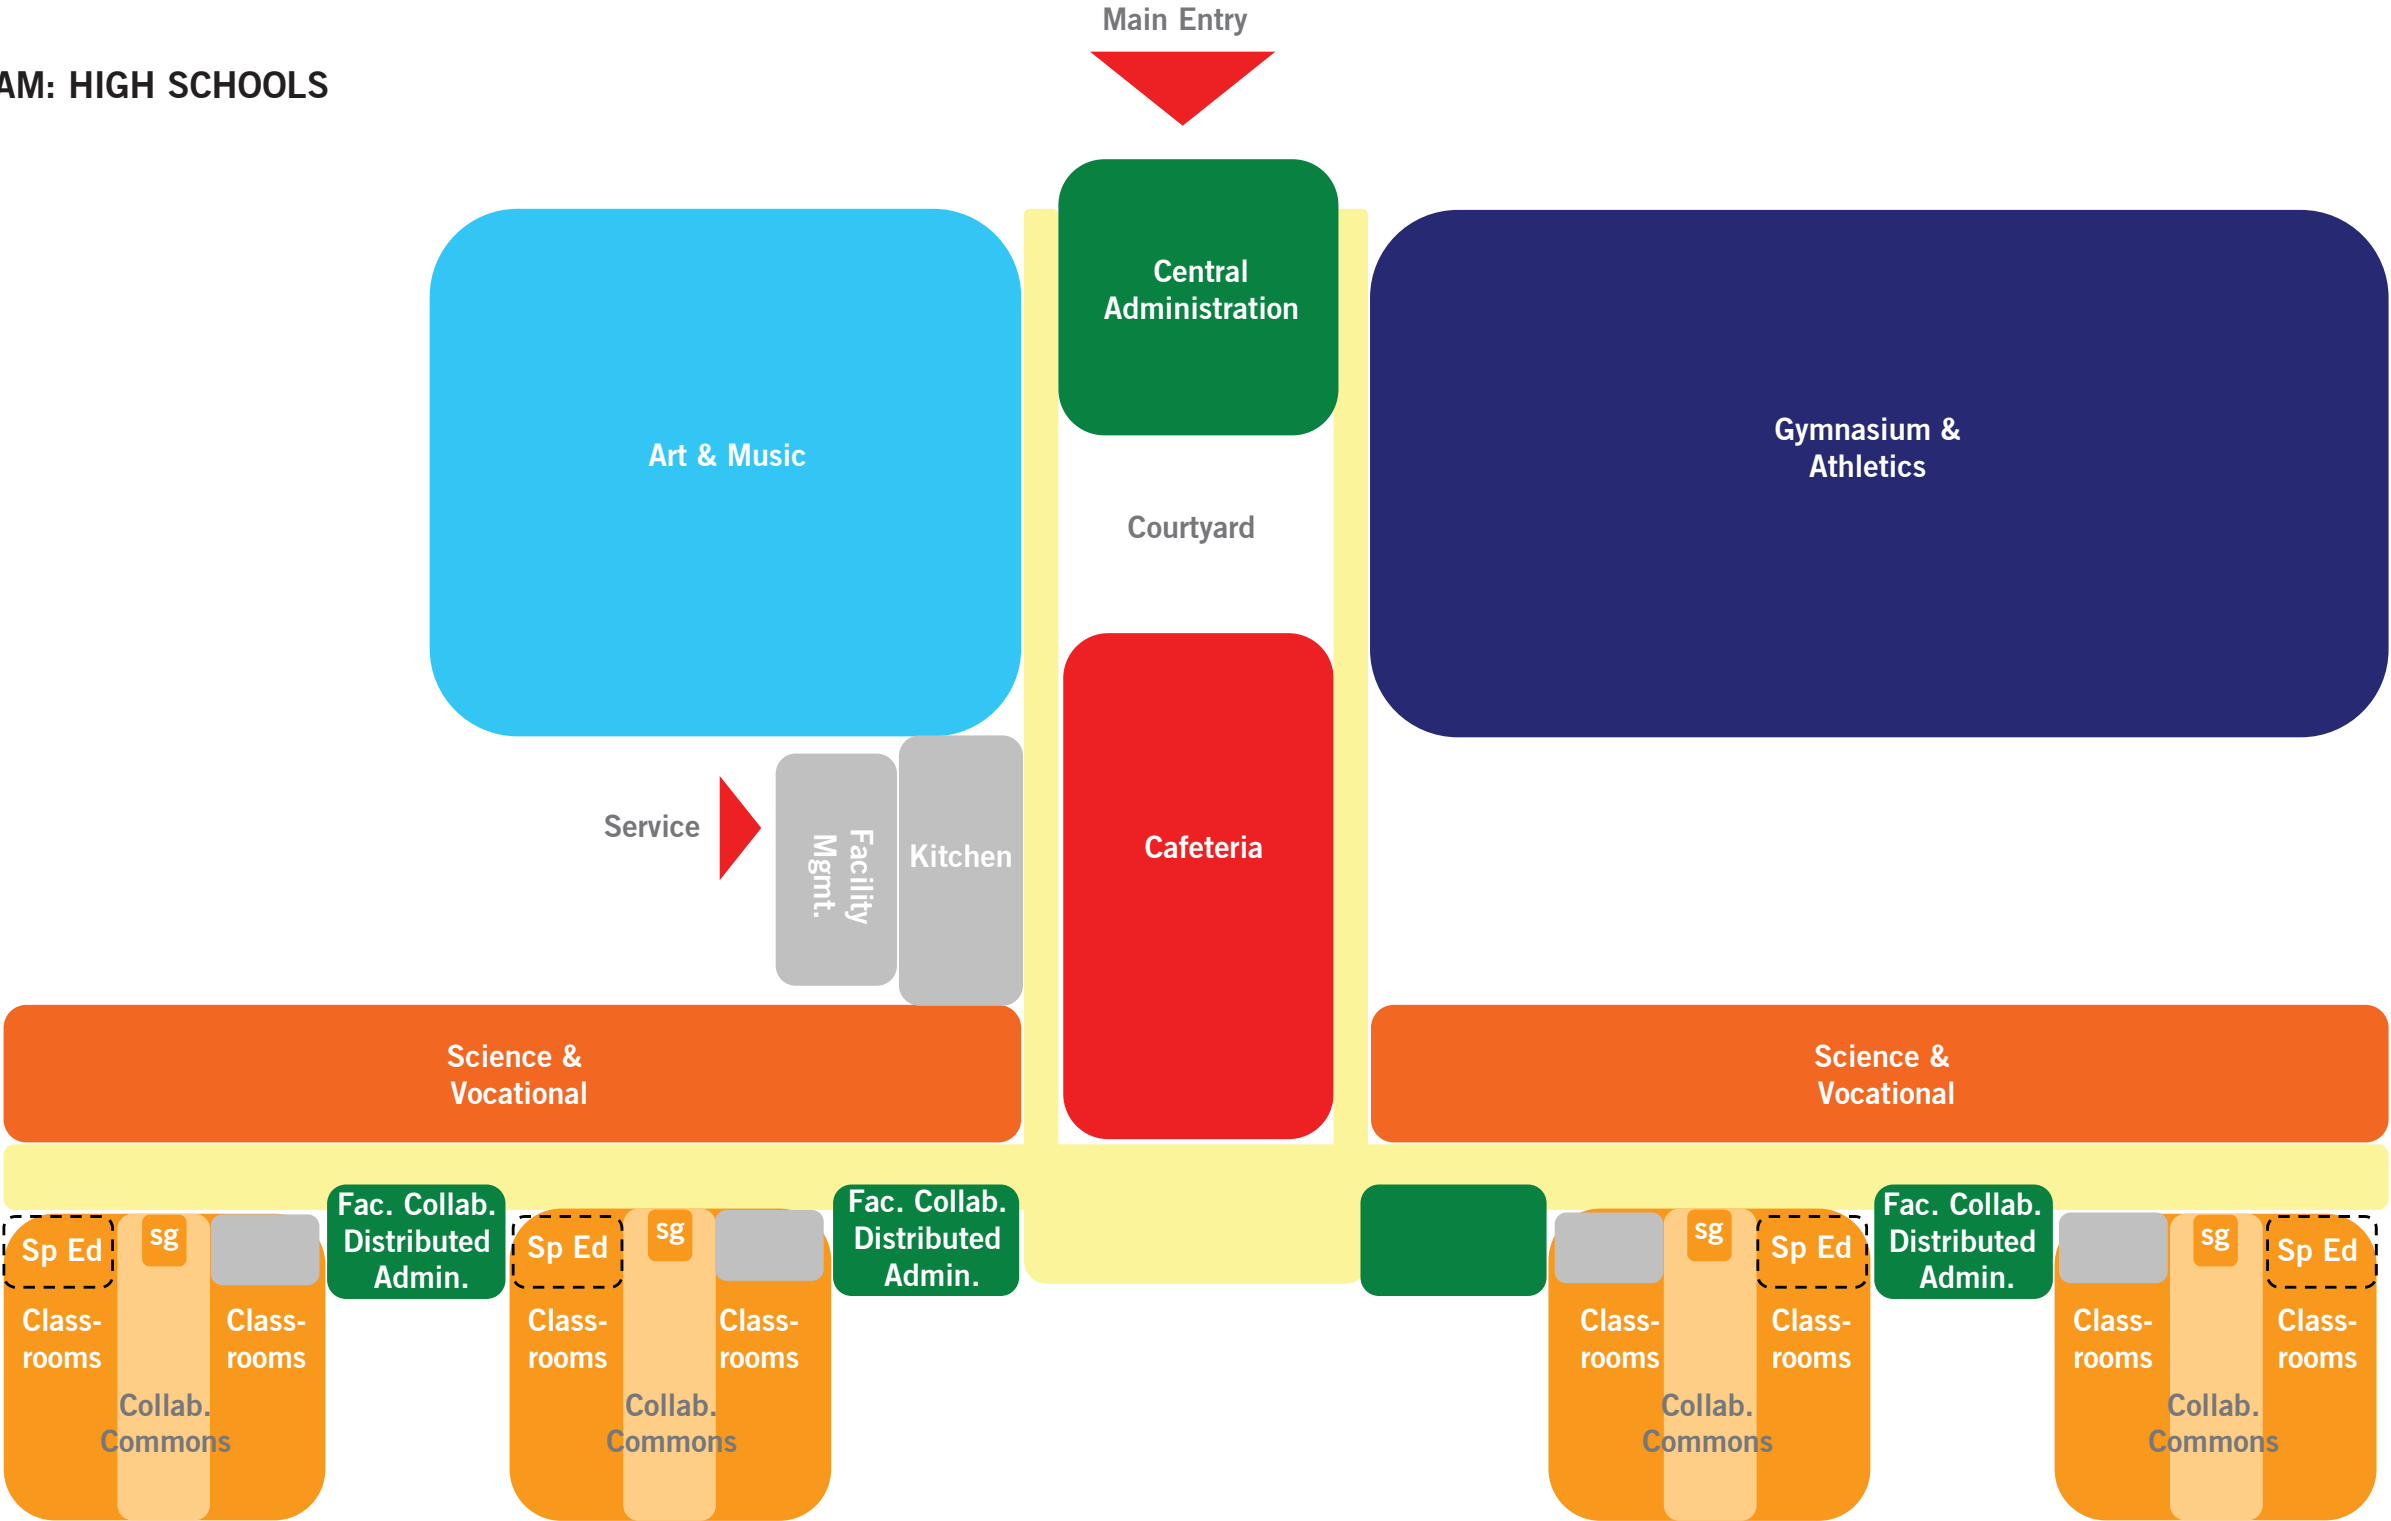 Main Entry
AM: HIGH SCHOOLS
Central
Administration
Art & Music
Gymnasium &
Athletics
Courtyard
Service
Facility
Mgmt.
Kitchen
Cafeteria
Science &
Vocational
Science &
Vocational
Sp Ed
sg
Class-
rooms
Class-
rooms
Collab.
Commons
Fac. Collab.
Distributed
Admin.
Sp Ed
sg
Class-
rooms
Class-
rooms
Collab.
Commons
Fac. Collab.
Distributed
Admin.
sg
Sp Ed
Class-
rooms
Class-
rooms
Collab.
Commons
Fac. Collab.
Distributed
Admin.
sg
Sp Ed
Class-
rooms
Class-
rooms
Collab.
Commons